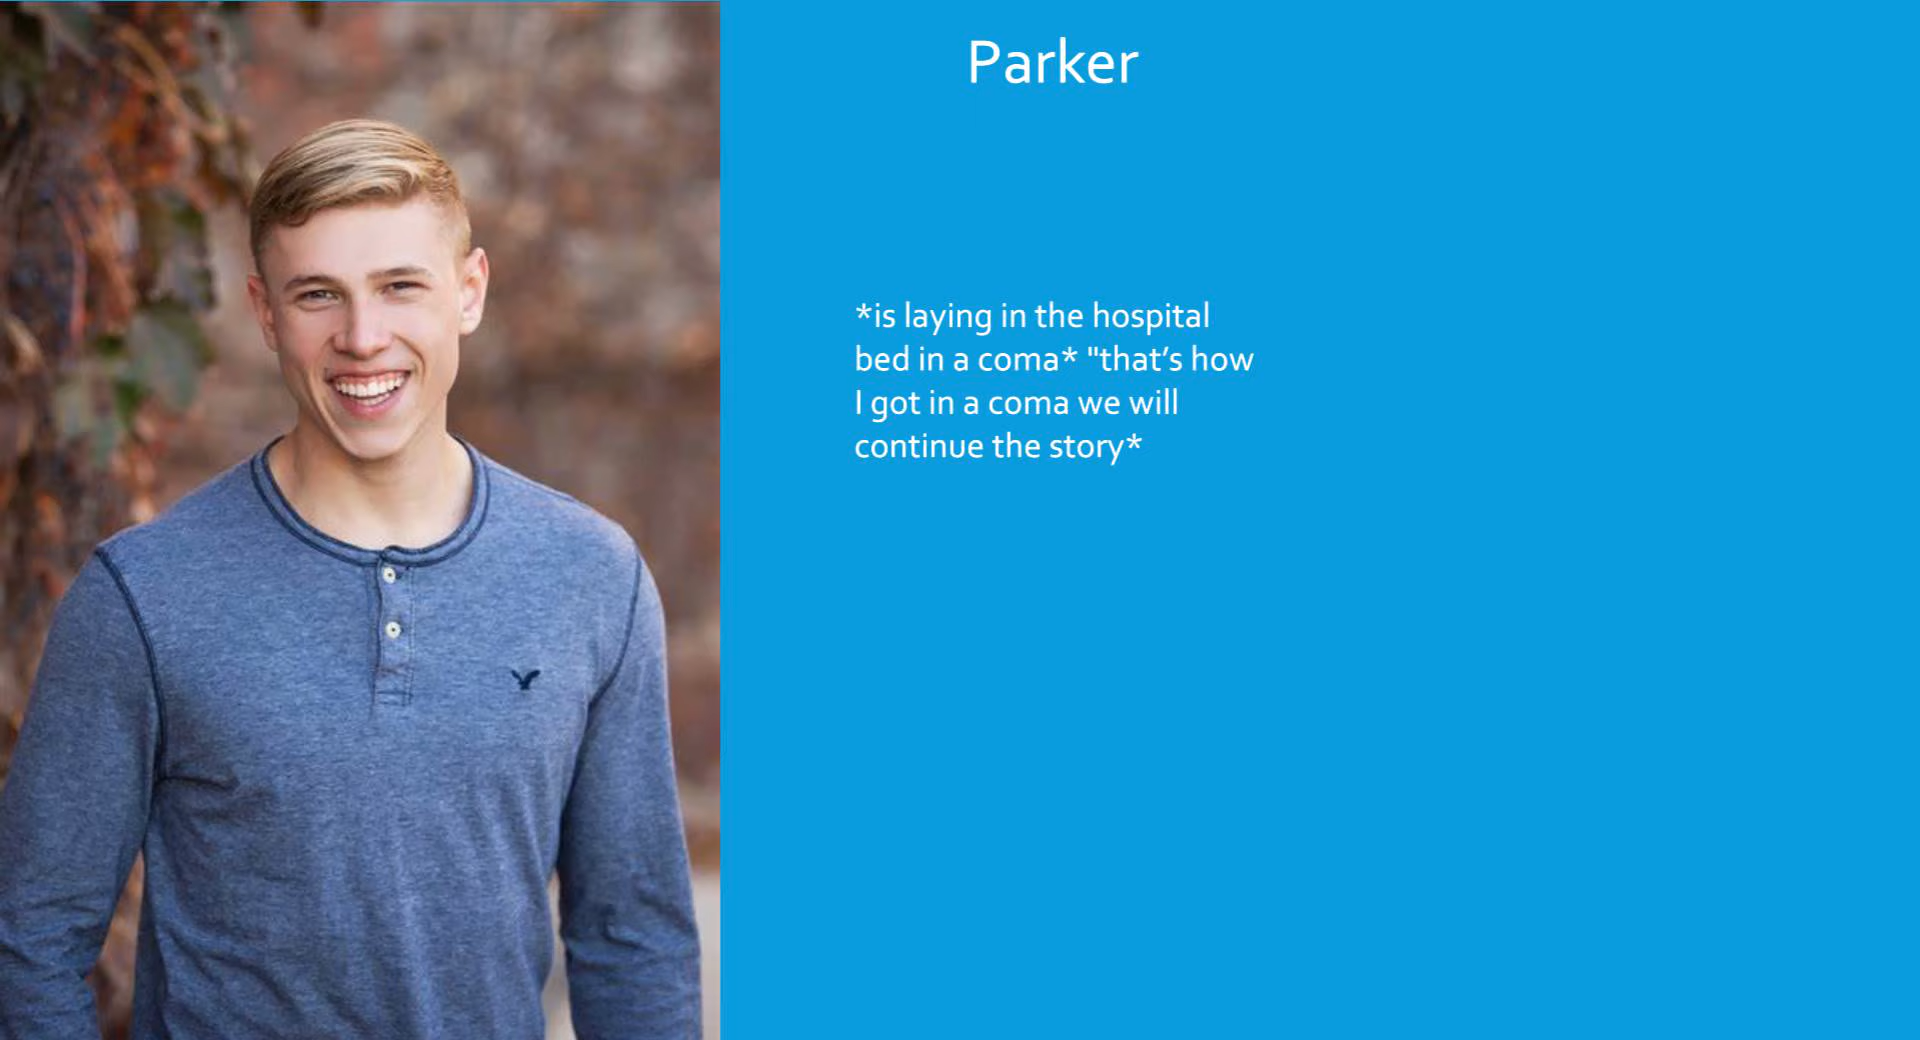 Parker
*is laying in the hospital
bed in a coma* "that’s how
I got in a coma we will
continue the story*